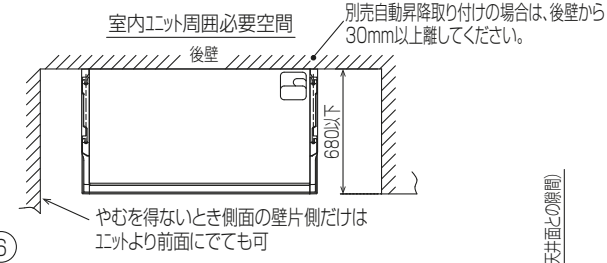 室内ユニット周囲必要空間
別売自動昇降取り付けの場合は、後壁から
30mm以上離してください。
後壁
680以下
やむを得ないとき側面の壁片側だけは
ユニットより前面にでても可
6
天井面との隙間)